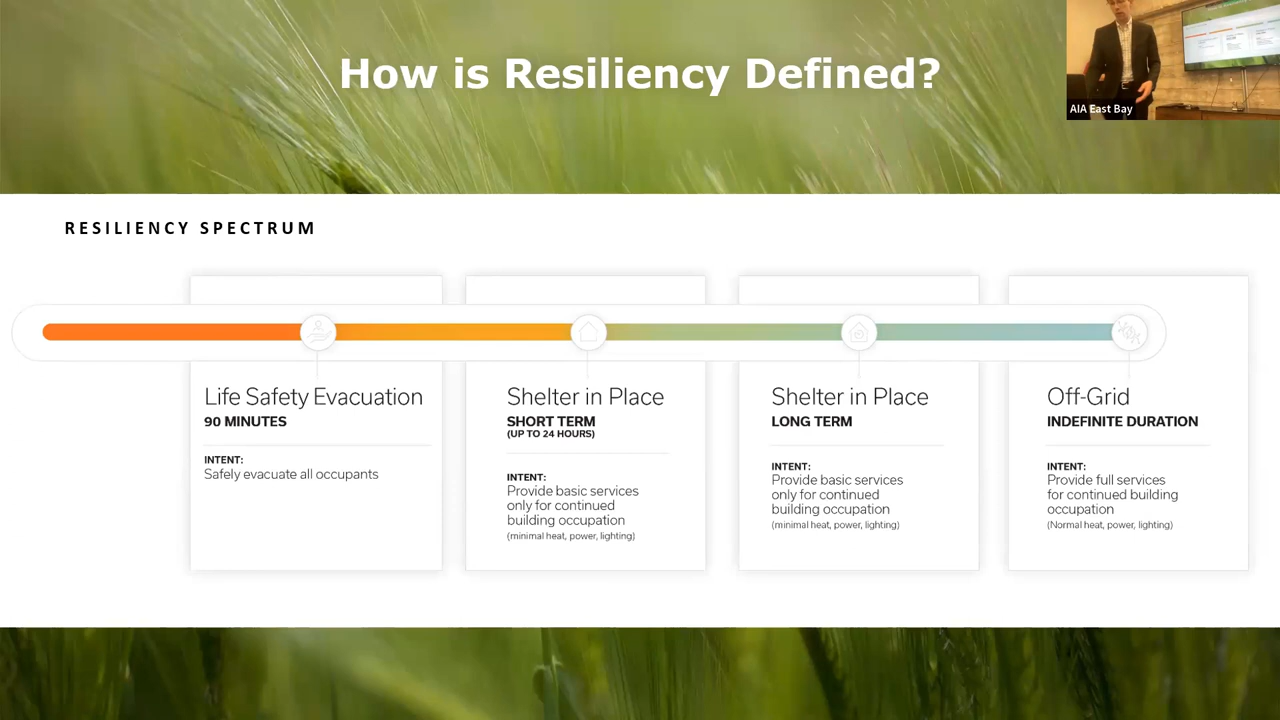 How is Resiliency Defined?
AIA East Bay
RESILIENCY SPECTRUM
Life Safety Evacuation
90 MINUTES
INTENT:
Safely evacuate all occupants
Shelter in Place
SHORT TERM
(UP TO 24 HOURS)
INTENT:
Provide basic services
only for continued
building occupation
(minimal heat, power, lighting)
Shelter in Place
LONG TERM
INTENT:
Provide basic services
only for continued
building occupation
(minimal heat, power, lighting)
Off-Grid
INDEFINITE DURATION
INTENT:
Provide full services
for continued building
occupation
(Normal heat, power, lighting)